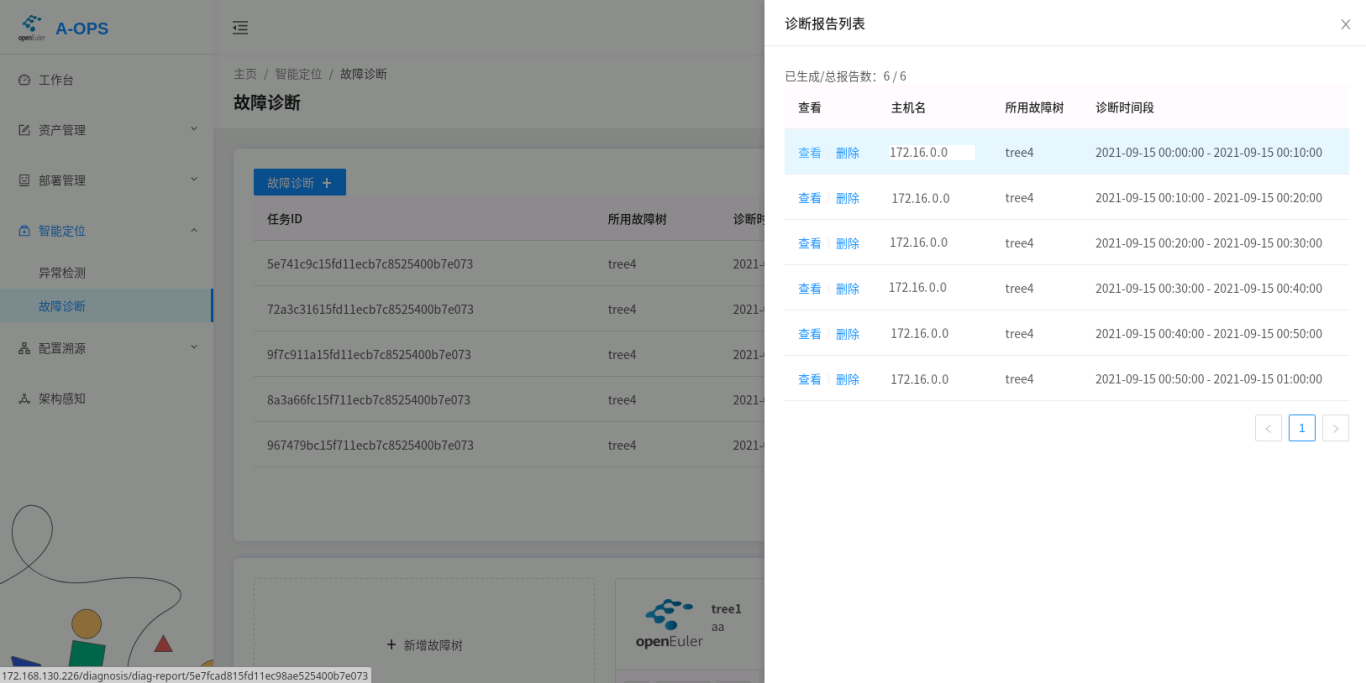 openEuler A-OPS
工作台
资产管理
部署管理
智能定位
异常检测
故障诊断
配置溯源
架构感知
主页 / 智能定位 / 故障诊断
故障诊断
故障诊断 +
任务ID 所用故障树 诊断时
5e741c9c15fd11ecb7c8525400b7e073 tree4 2021-
72a3c31615fd11ecb7c8525400b7e073 tree4 2021-
9f7c911a15fd11ecb7c8525400b7e073 tree4 2021-
8a3a66fc15f711ecb7c8525400b7e073 tree4 2021-
967479bc15f711ecb7c8525400b7e073 tree4 2021-
+ 新增故障树
openEuler
tree1
aa
172.168.130.226/diagnosis/diag-report/5e7fcad815fd11ec98ae525400b7e073
诊断报告列表
已生成/总报告数: 6 / 6
查看 主机名 所用故障树 诊断时间段
查看 删除 172.16.0.0 tree4 2021-09-15 00:00:00 - 2021-09-15 00:10:00
查看 删除 172.16.0.0 tree4 2021-09-15 00:10:00 - 2021-09-15 00:20:00
查看 删除 172.16.0.0 tree4 2021-09-15 00:20:00 - 2021-09-15 00:30:00
查看 删除 172.16.0.0 tree4 2021-09-15 00:30:00 - 2021-09-15 00:40:00
查看 删除 172.16.0.0 tree4 2021-09-15 00:40:00 - 2021-09-15 00:50:00
查看 删除 172.16.0.0 tree4 2021-09-15 00:50:00 - 2021-09-15 01:00:00
< 1 >